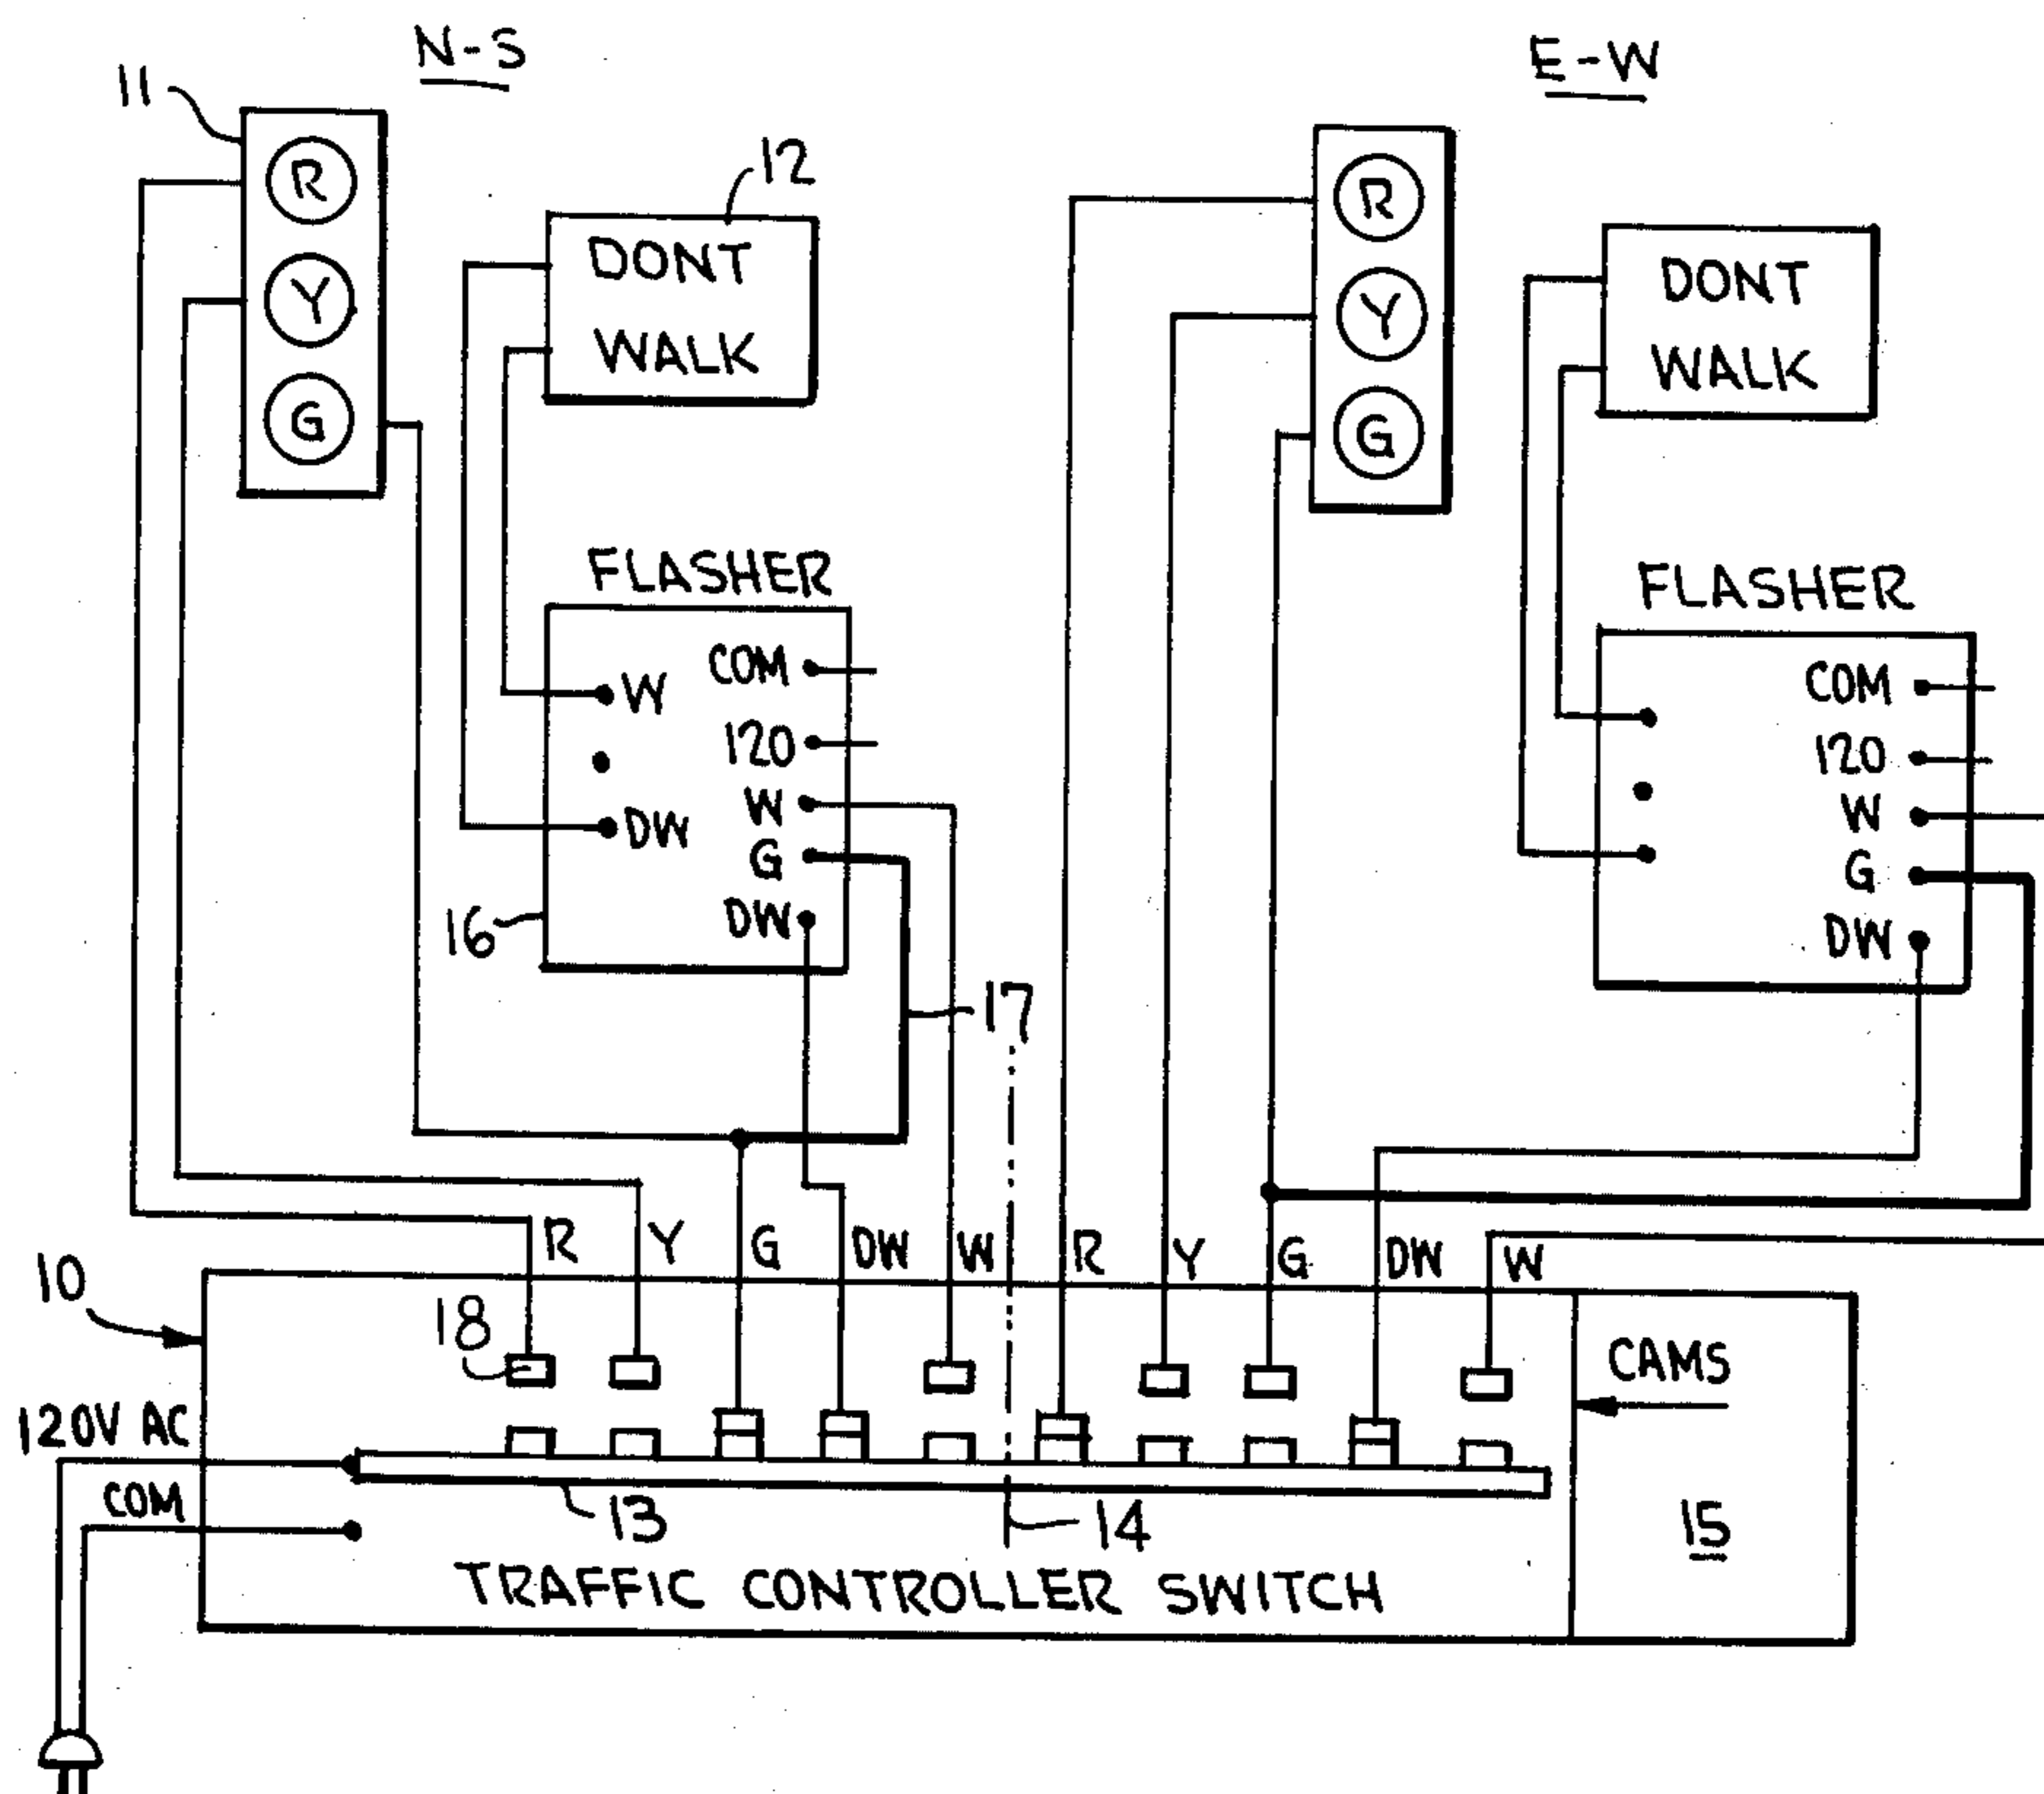 N-S
E-W
11
R
Y
G
12
DONT
WALK
R
Y
G
DONT
WALK
FLASHER
COM
W
120
W
DW
G
DW
16
FLASHER
COM
120
W
G
DW
17
R Y G DW W R Y G DW W
10
18
CAMS
120V AC
COM
13
14
15
TRAFFIC CONTROLLER SWITCH